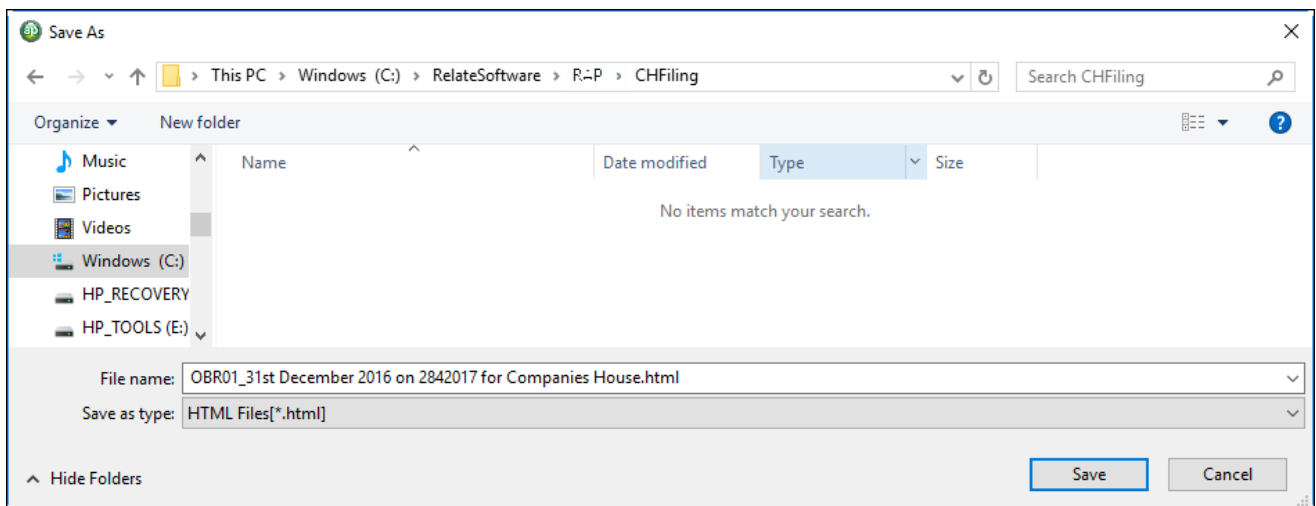 Save As
This PC > Windows (C:) > RelateSoftware > > CHFiling
Search CHFiling
Organize
New folder
Music
Name
Date modified
Type
Size
Pictures
No items match your search.
Videos
Windows (C:)
HP_RECOVERY
HP_TOOLS (E:)
File name: OBR01_31st December 2016 on 2842017 for Companies House.html
Save as type: HTML Files[*.html]
Hide Folders
Save
Cancel